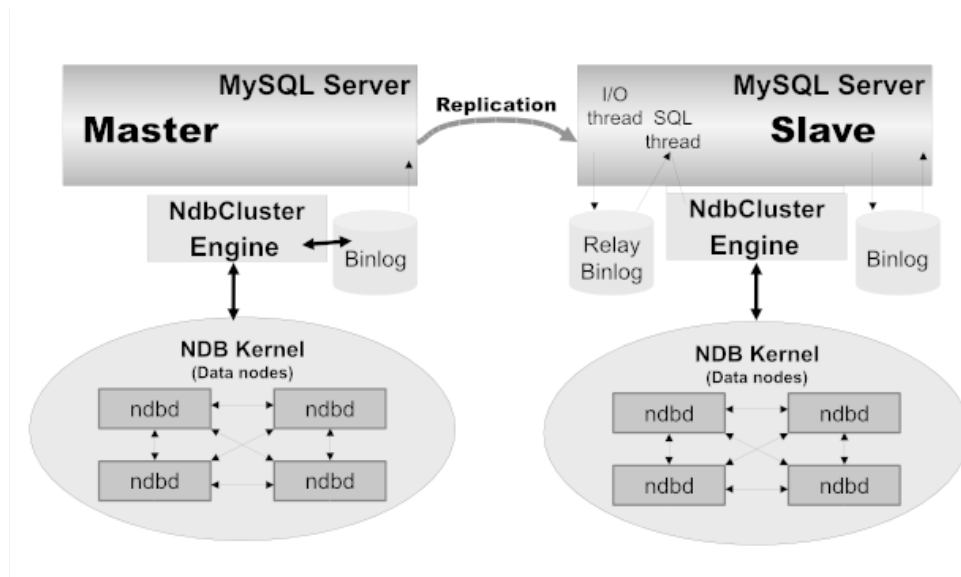 MySQL Server
Master
Replication
MySQL Server
I/O
thread
SQL
thread
Slave
NdbCluster
Engine
Binlog
Relay
Binlog
NdbCluster
Engine
Binlog
NDB Kernel
(Data nodes)
ndbd
ndbd
ndbd
ndbd
NDB Kernel
(Data nodes)
ndbd
ndbd
ndbd
ndbd